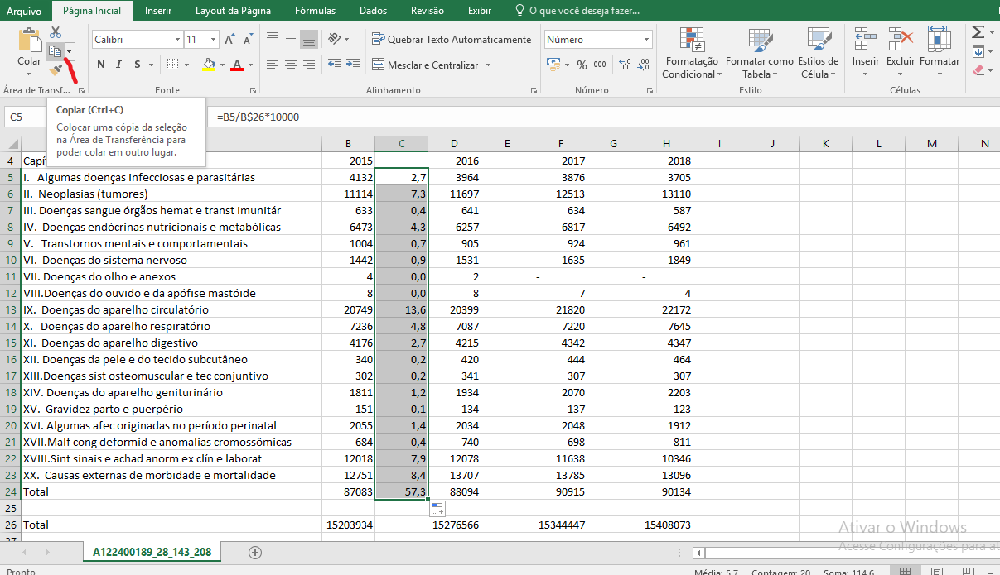 Arquivo Página Inicial Inserir Layout da Página Fórmulas Dados Revisão Exibir O que você deseja fazer...
Colar Calibri 11 Quebrar Texto Automaticamente Número
N I S A Mesclar e Centralizar % 000 Formatação Condicional Formatar como Tabela Estilos de Célula Inserir Excluir Formatar
Área de Transf... Fonte Alinhamento Número Estilo Células
C5 =B5/B$26*10000
Copiar (Ctrl+C)
Colocar uma cópia da seleção
na Área de Transferência para
poder colar em outro lugar.
B C D E F G H I J K L M N
4 Capí 2015 2016 2017 2018
5 I. Algumas doenças infecciosas e parasitárias 4132 2,7 3964 3876 3705
6 II. Neoplasias (tumores) 11114 7,3 11697 12513 13110
7 III. Doenças sangue órgãos hemat e transt imunitár 633 0,4 641 634 587
8 IV. Doenças endócrinas nutricionais e metabólicas 6473 4,3 6257 6817 6492
9 V. Transtornos mentais e comportamentais 1004 0,7 905 924 961
10 VI. Doenças do sistema nervoso 1442 0,9 1531 1635 1849
11 VII. Doenças do olho e anexos 4 0,0 2 - -
12 VIII.Doenças do ouvido e da apófise mastóide 8 0,0 8 7 4
13 IX. Doenças do aparelho circulatório 20749 13,6 20399 21820 22172
14 X. Doenças do aparelho respiratório 7236 4,8 7087 7220 7645
15 XI. Doenças do aparelho digestivo 4176 2,7 4215 4342 4347
16 XII. Doenças da pele e do tecido subcutâneo 340 0,2 420 444 464
17 XIII.Doenças sist osteomuscular e tec conjuntivo 302 0,2 341 307 307
18 XIV. Doenças do aparelho geniturinário 1811 1,2 1934 2070 2203
19 XV. Gravidez parto e puerpério 151 0,1 134 137 123
20 XVI. Algumas afec originadas no período perinatal 2055 1,4 2034 2048 1912
21 XVII.Malf cong deformid e anomalias cromossômicas 684 0,4 740 698 811
22 XVIII.Sint sinais e achad anorm ex clín e laborat 12018 7,9 12078 11638 10346
23 XX. Causas externas de morbidade e mortalidade 12751 8,4 13707 13785 13096
24 Total 87083 57,3 88094 90915 90134
25
26 Total 15203934 15276566 15344447 15408073
27
Ativar o Windows
Acesse Configurações para at
A122400189_28_143_208
Pronto Média: 5,7 Contagem: 20 Soma: 114,6